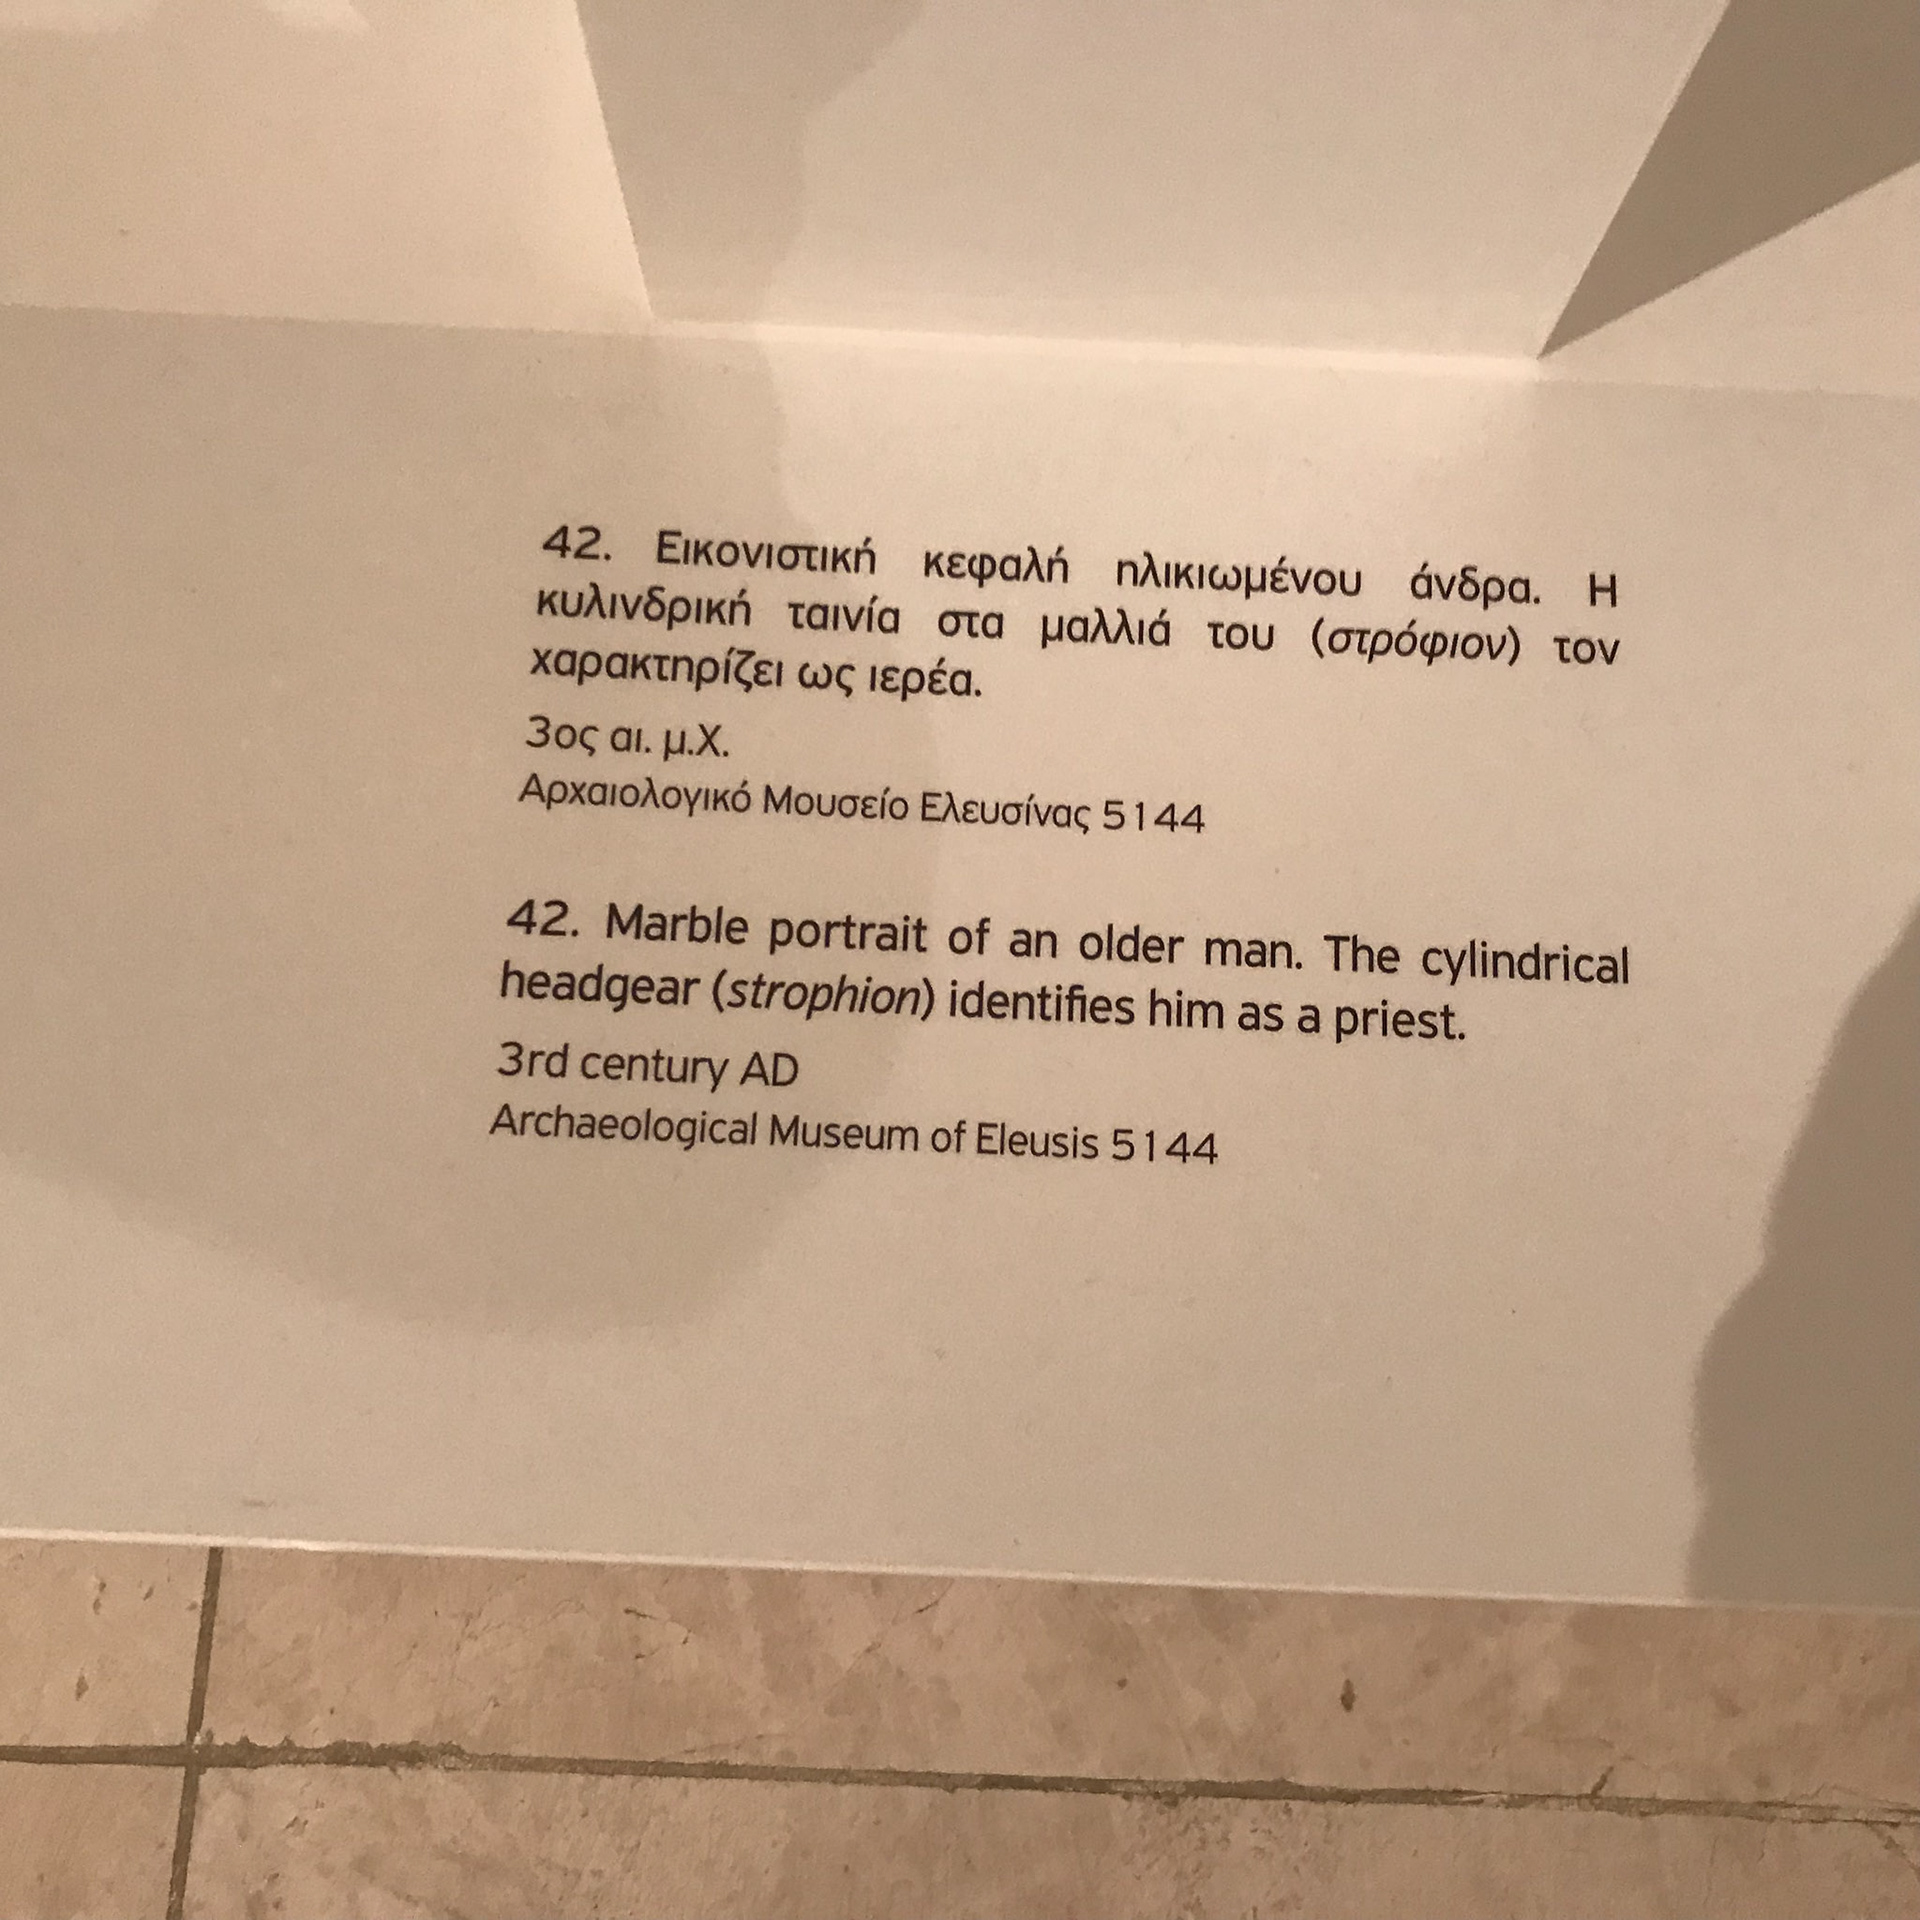 42. Εικονιστική κεφαλή ηλικιωμένου άνδρα. Η
κυλινδρική ταινία στα μαλλιά του (στρόφιον) τον
χαρακτηρίζει ως ιερέα.
3ος αι. μ.Χ.
Αρχαιολογικό Μουσείο Ελευσίνας 5144
42. Marble portrait of an older man. The cylindrical
headgear (strophion) identifies him as a priest.
3rd century AD
Archaeological Museum of Eleusis 5144